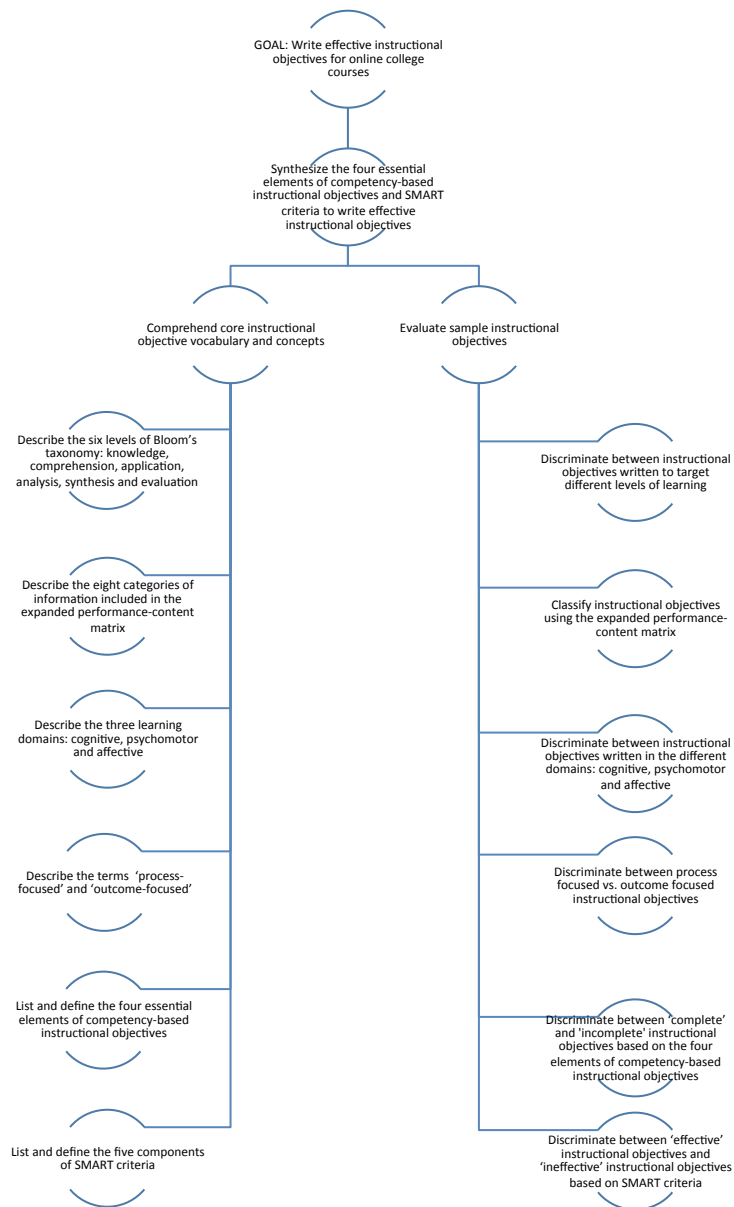 GOAL: Write effective instructional
objectives for online college
courses
Synthesize the four essential
elements of competency-based
instructional objectives and SMART
criteria to write effective
instructional objectives
Comprehend core instructional
objective vocabulary and concepts
Describe the six levels of Bloom’s
taxonomy: knowledge,
comprehension, application,
analysis, synthesis and evaluation
Describe the eight categories of
information included in the
expanded performance-content
matrix
Describe the three learning
domains: cognitive, psychomotor
and affective
Describe the terms ‘process-
focused’ and ‘outcome-focused’
List and define the four essential
elements of competency-based
instructional objectives
List and define the five components
of SMART criteria
Evaluate sample instructional
objectives
Discriminate between instructional
objectives written to target
different levels of learning
Classify instructional objectives
using the expanded performance-
content matrix
Discriminate between instructional
objectives written in the different
domains: cognitive, psychomotor
and affective
Discriminate between process
focused vs. outcome focused
instructional objectives
Discriminate between ‘complete’
and 'incomplete' instructional
objectives based on the four
elements of competency-based
instructional objectives
Discriminate between ‘effective’
instructional objectives and
‘ineffective’ instructional objectives
based on SMART criteria